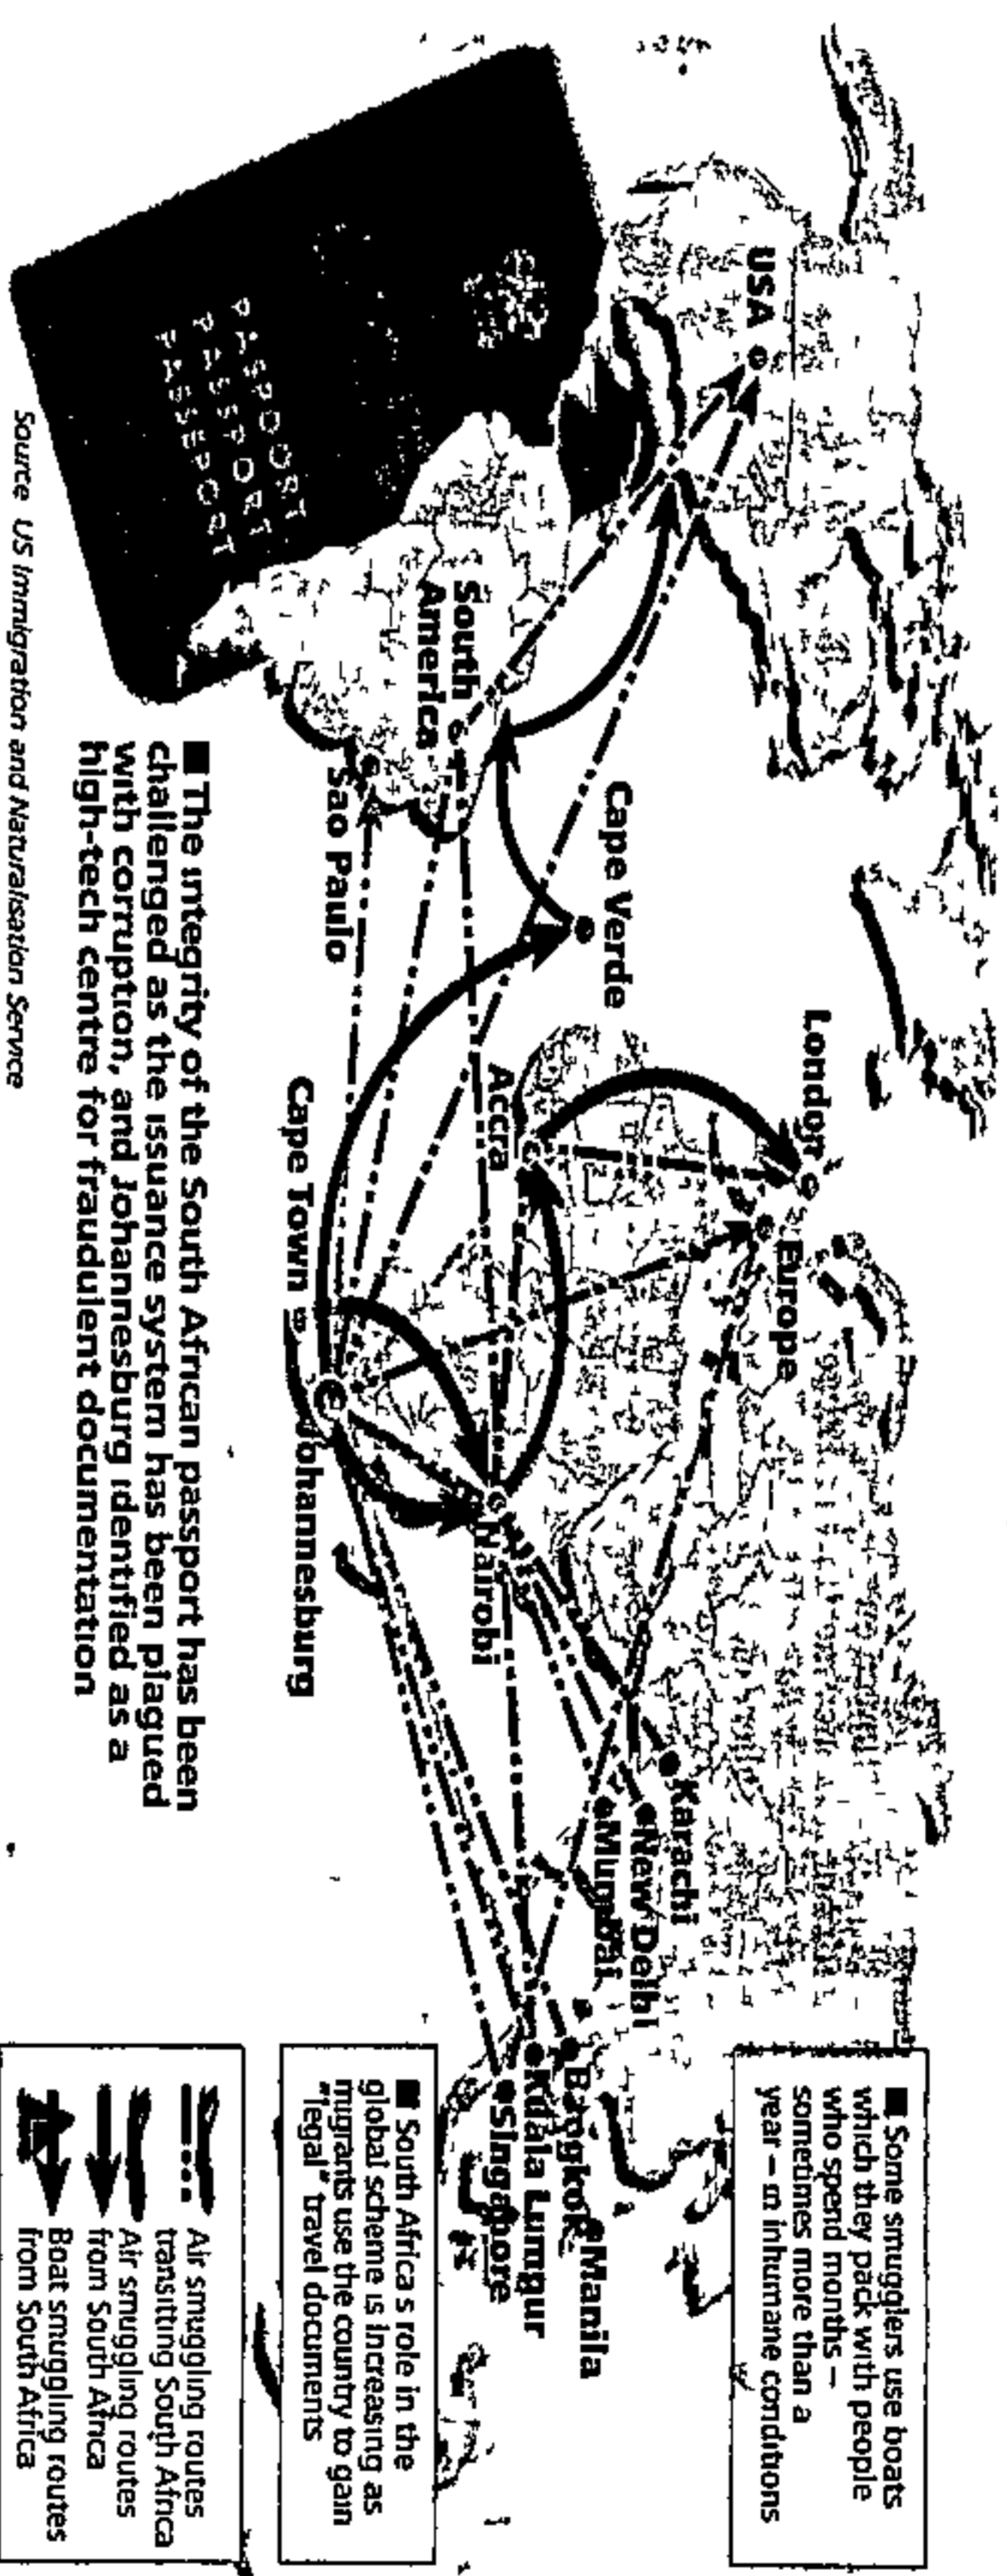 USA
South
America
Sao Paulo
Cape Verde
London
Europe
Accra
Cape Town
Johannesburg
Nairobi
Karachi
New Delhi
Mumbai
Bangkok
Manila
Kuala Lumpur
Singapore
PASPOORT
PASSPORT
PASSEPORT
■ The integrity of the South African passport has been
challenged as the issuance system has been plagued
with corruption, and Johannesburg identified as a
high-tech centre for fraudulent documentation
Source US Immigration and Naturalisation Service
■ Some smugglers use boats
which they pack with people
who spend months –
sometimes more than a
year – in inhumane conditions
■ South Africa s role in the
global scheme is increasing as
migrants use the country to gain
"legal" travel documents
Air smuggling routes
transitting South Africa
Air smuggling routes
from South Africa
Boat smuggling routes
from South Africa